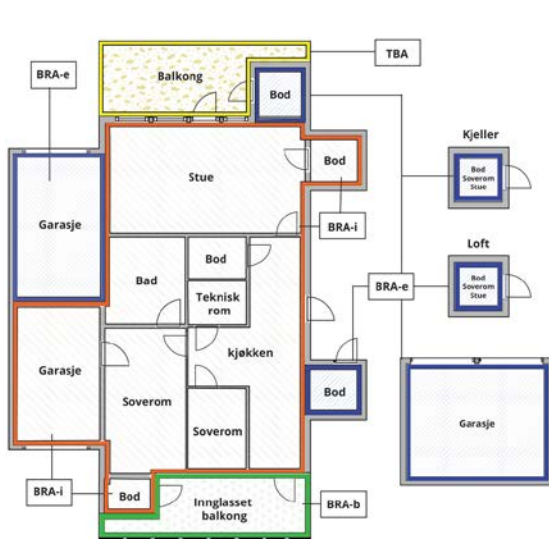 TBA
BRA-e
Balkong
Bod
Kjeller
Bod
Soverom
Stue
Stue
Bod
Garasje
BRA-i
Loft
Bod
Soverom
Stue
Bod
Bad
Teknisk
rom
BRA-e
kjøkken
Garasje
Soverom
Bod
Soverom
Garasje
BRA-i
Bod
Innglasset
balkong
BRA-b